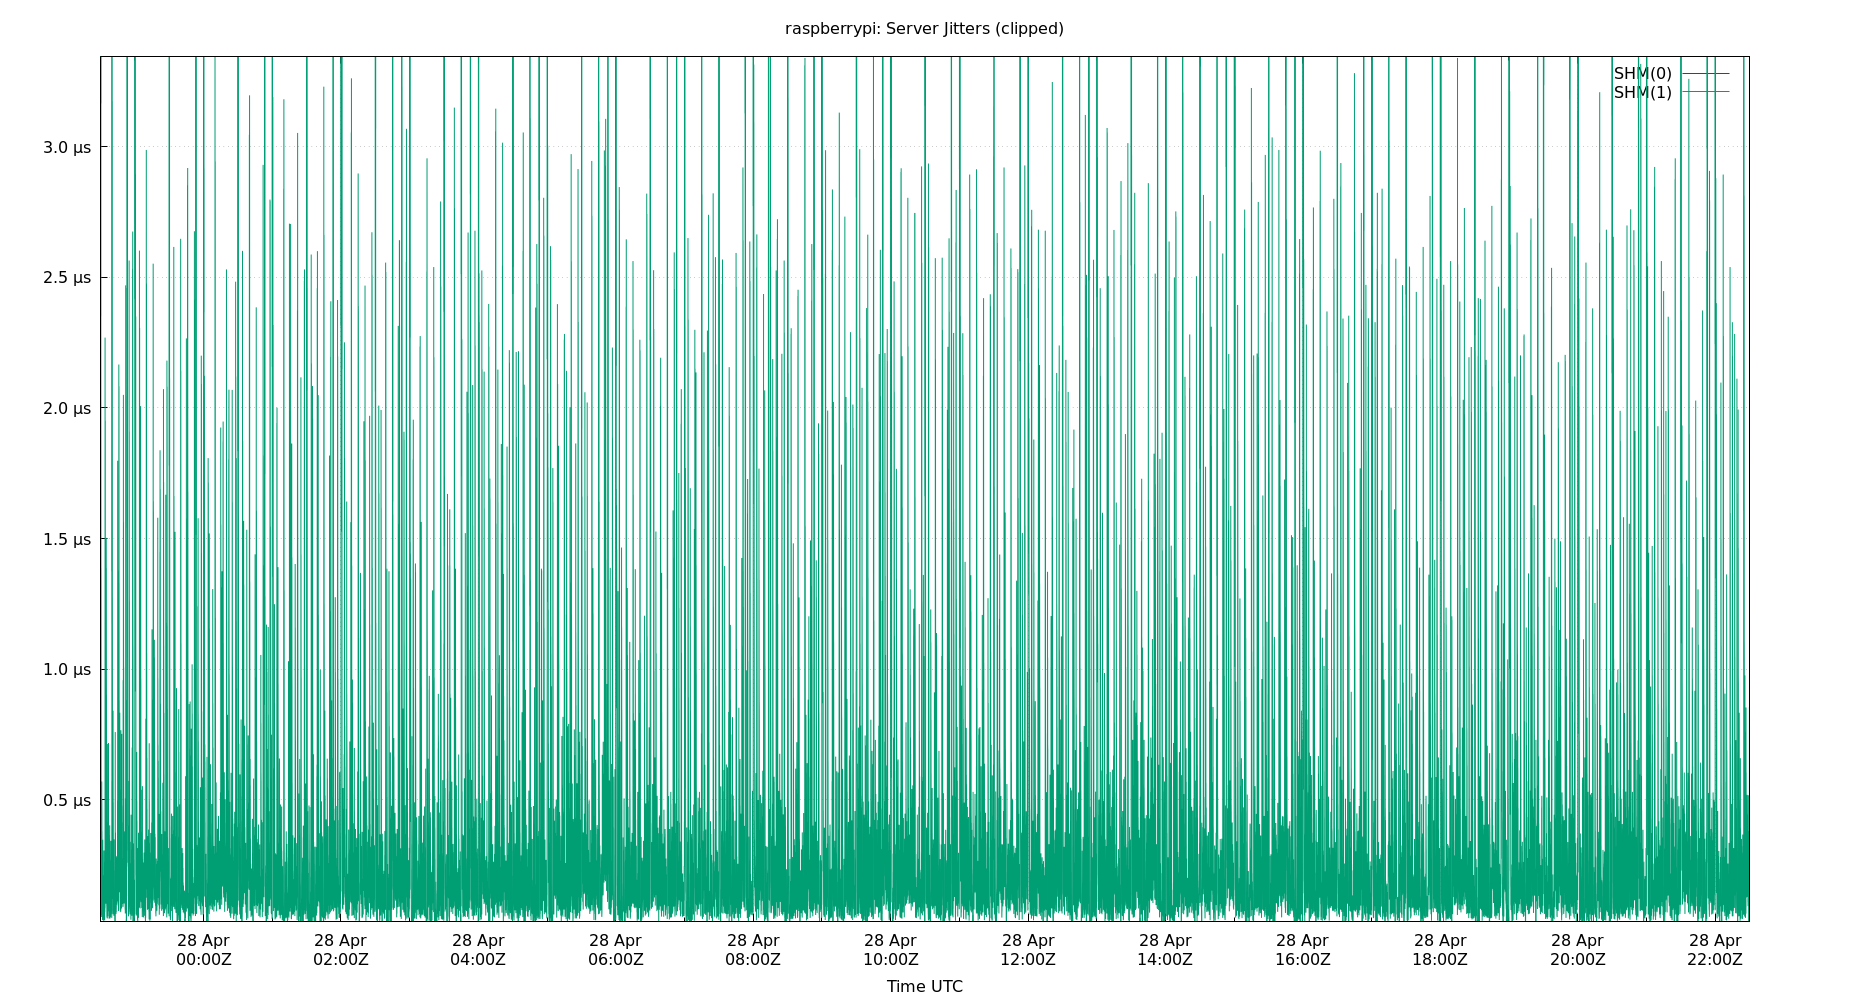 raspberrypi: Server Jitters (clipped)
SHM(0)
SHM(1)
3.0 µs
2.5 µs
2.0 µs
1.5 µs
1.0 µs
0.5 µs
28 Apr 28 Apr 28 Apr 28 Apr 28 Apr 28 Apr 28 Apr 28 Apr 28 Apr 28 Apr 28 Apr 28 Apr
00:00Z 02:00Z 04:00Z 06:00Z 08:00Z 10:00Z 12:00Z 14:00Z 16:00Z 18:00Z 20:00Z 22:00Z
Time UTC